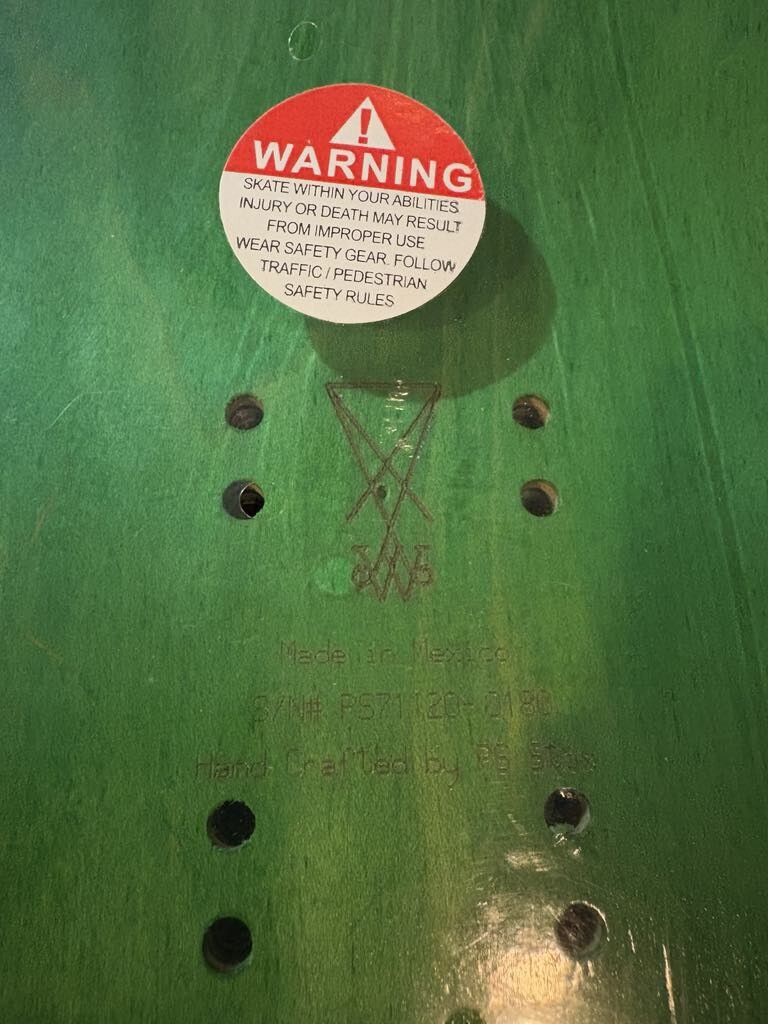 WARNING
SKATE WITHIN YOUR ABILITIES
INJURY OR DEATH MAY RESULT
FROM IMPROPER USE
WEAR SAFETY GEAR. FOLLOW
TRAFFIC / PEDESTRIAN
SAFETY RULES
Made in Mexico
S/N# PS71120-0180
Hand Crafted by PS Stix